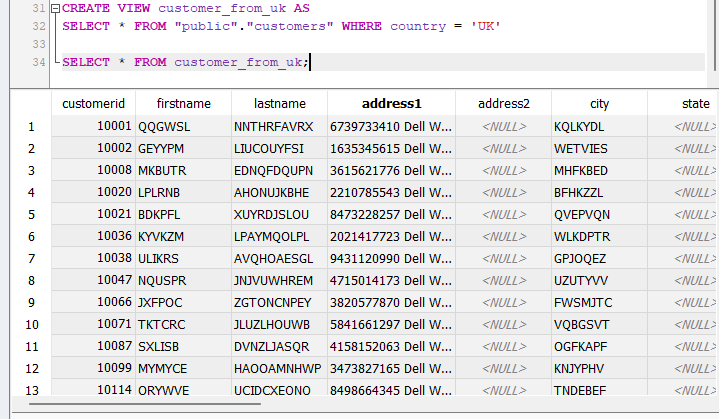 31 CREATE VIEW customer_from_uk AS
32 SELECT * FROM "public"."customers" WHERE country = 'UK'
33
34 SELECT * FROM customer_from_uk;
customerid firstname lastname address1 address2 city state
1 10001 QQGWSL NNTHRFAVRX 6739733410 Dell W... <NULL> KQLKYDL <NULL>
2 10002 GEYYPM LIUCOUYFSI 1635345615 Dell W... <NULL> WETVIES <NULL>
3 10008 MKBUTR EDNQFDQUPN 3615621776 Dell W... <NULL> MHFKBED <NULL>
4 10020 LPLRNB AHONUJKBHE 2210785543 Dell W... <NULL> BFHKZZL <NULL>
5 10021 BDKPFL XUYRDJSLOU 8473228257 Dell W... <NULL> QVEPVQN <NULL>
6 10036 KYVKZM LPAYMQOLPL 2021417723 Dell W... <NULL> WLKDPTR <NULL>
7 10038 ULIKRS AVQHOAESGL 9431120990 Dell W... <NULL> GPJOQEZ <NULL>
8 10047 NQUSPR JNJVUWHREM 4715014173 Dell W... <NULL> UZUTYVV <NULL>
9 10066 JXFPOC ZGTONCNPEY 3820577870 Dell W... <NULL> FWSMJTC <NULL>
10 10071 TKTCRC JLUZLHOUWB 5841661297 Dell W... <NULL> VQBGSVT <NULL>
11 10087 SXLISB DVNZLJASQR 4158152063 Dell W... <NULL> OGFKAPF <NULL>
12 10099 MYMYCE HAOOAMNHWP 3473827165 Dell W... <NULL> KNJYPHV <NULL>
13 10114 ORYWVE UCIDCXEONO 8498664345 Dell W... <NULL> TNDEBEF <NULL>